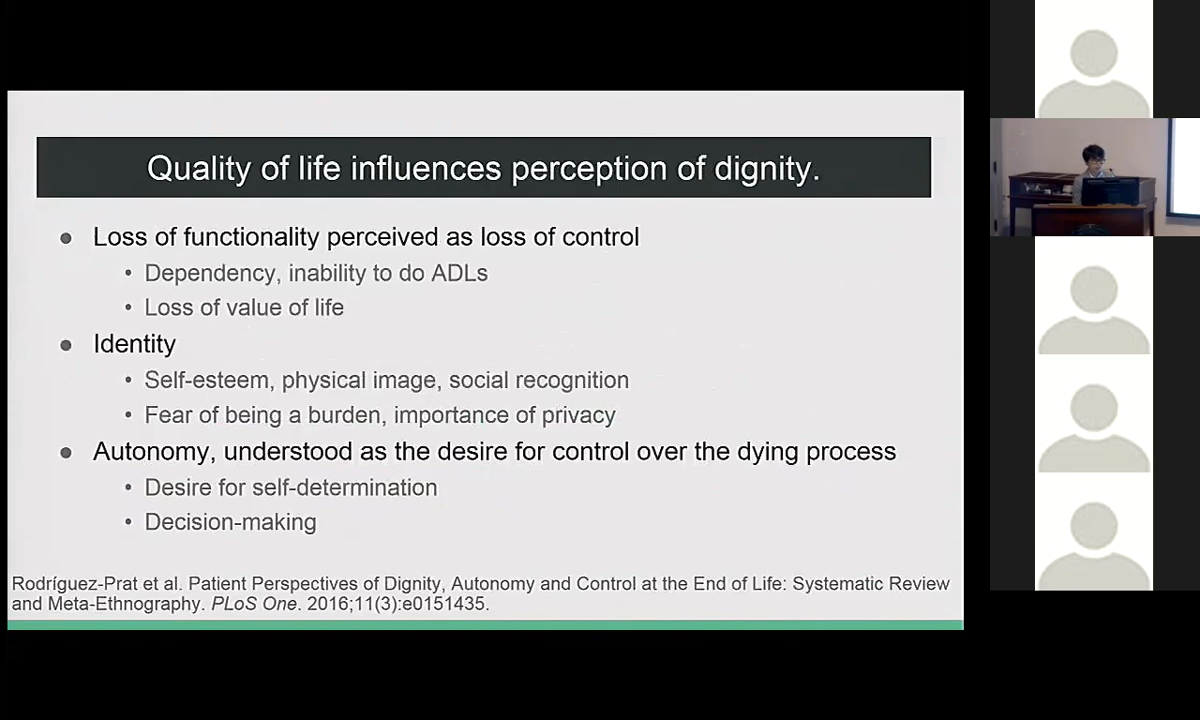 Quality of life influences perception of dignity.
Loss of functionality perceived as loss of control
Dependency, inability to do ADLs
Loss of value of life
Identity
Self-esteem, physical image, social recognition
Fear of being a burden, importance of privacy
Autonomy, understood as the desire for control over the dying process
Desire for self-determination
Decision-making
Rodríguez-Prat et al. Patient Perspectives of Dignity, Autonomy and Control at the End of Life: Systematic Review
and Meta-Ethnography. PLoS One. 2016;11(3):e0151435.